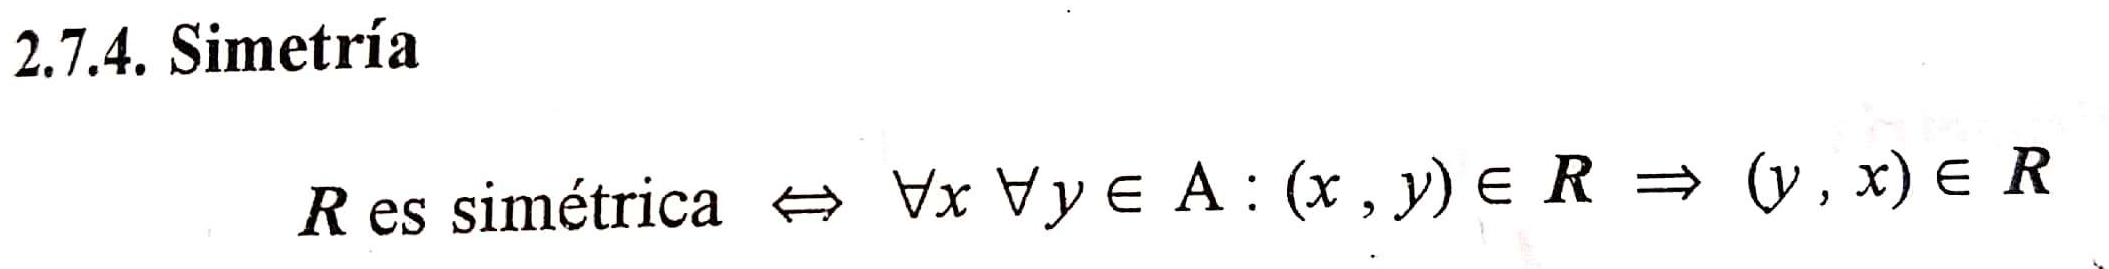 2.7.4. Simetría
R es simétrica ⇔ ∀x ∀y ∈ A : (x , y) ∈ R ⇒ (y , x) ∈ R